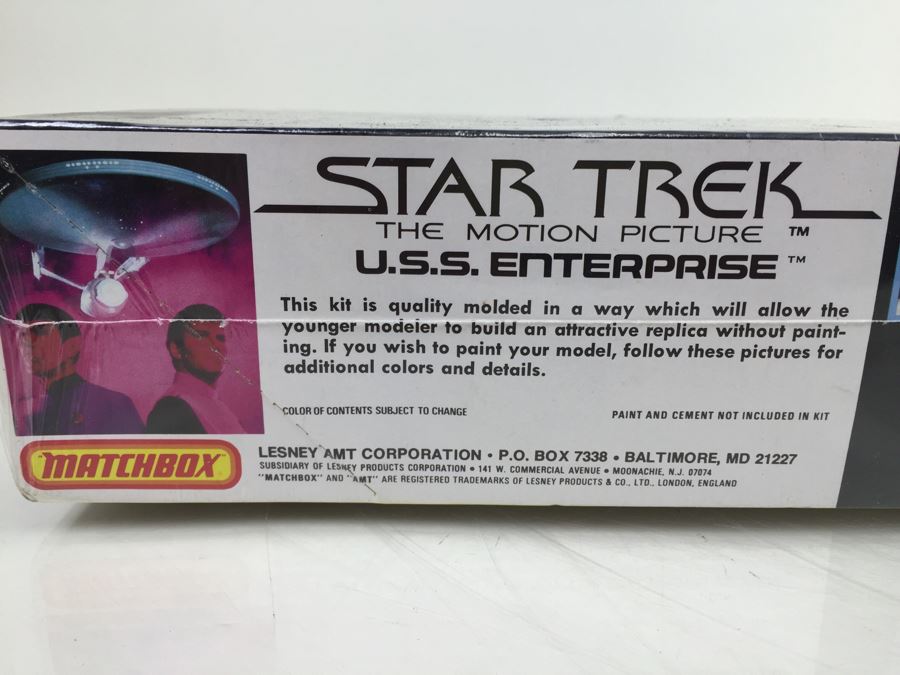 STAR TREK
THE MOTION PICTURE ™
U.S.S. ENTERPRISE ™
This kit is quality molded in a way which will allow the
younger modeler to build an attractive replica without paint-
ing. If you wish to paint your model, follow these pictures for
additional colors and details.
COLOR OF CONTENTS SUBJECT TO CHANGE
PAINT AND CEMENT NOT INCLUDED IN KIT
MATCHBOX
LESNEY AMT CORPORATION • P.O. BOX 7338 • BALTIMORE, MD 21227
SUBSIDIARY OF LESNEY PRODUCTS CORPORATION • 141 W. COMMERCIAL AVENUE • MOONACHIE, N.J. 07074
"MATCHBOX" AND "AMT" ARE REGISTERED TRADEMARKS OF LESNEY PRODUCTS & CO., LTD., LONDON, ENGLAND